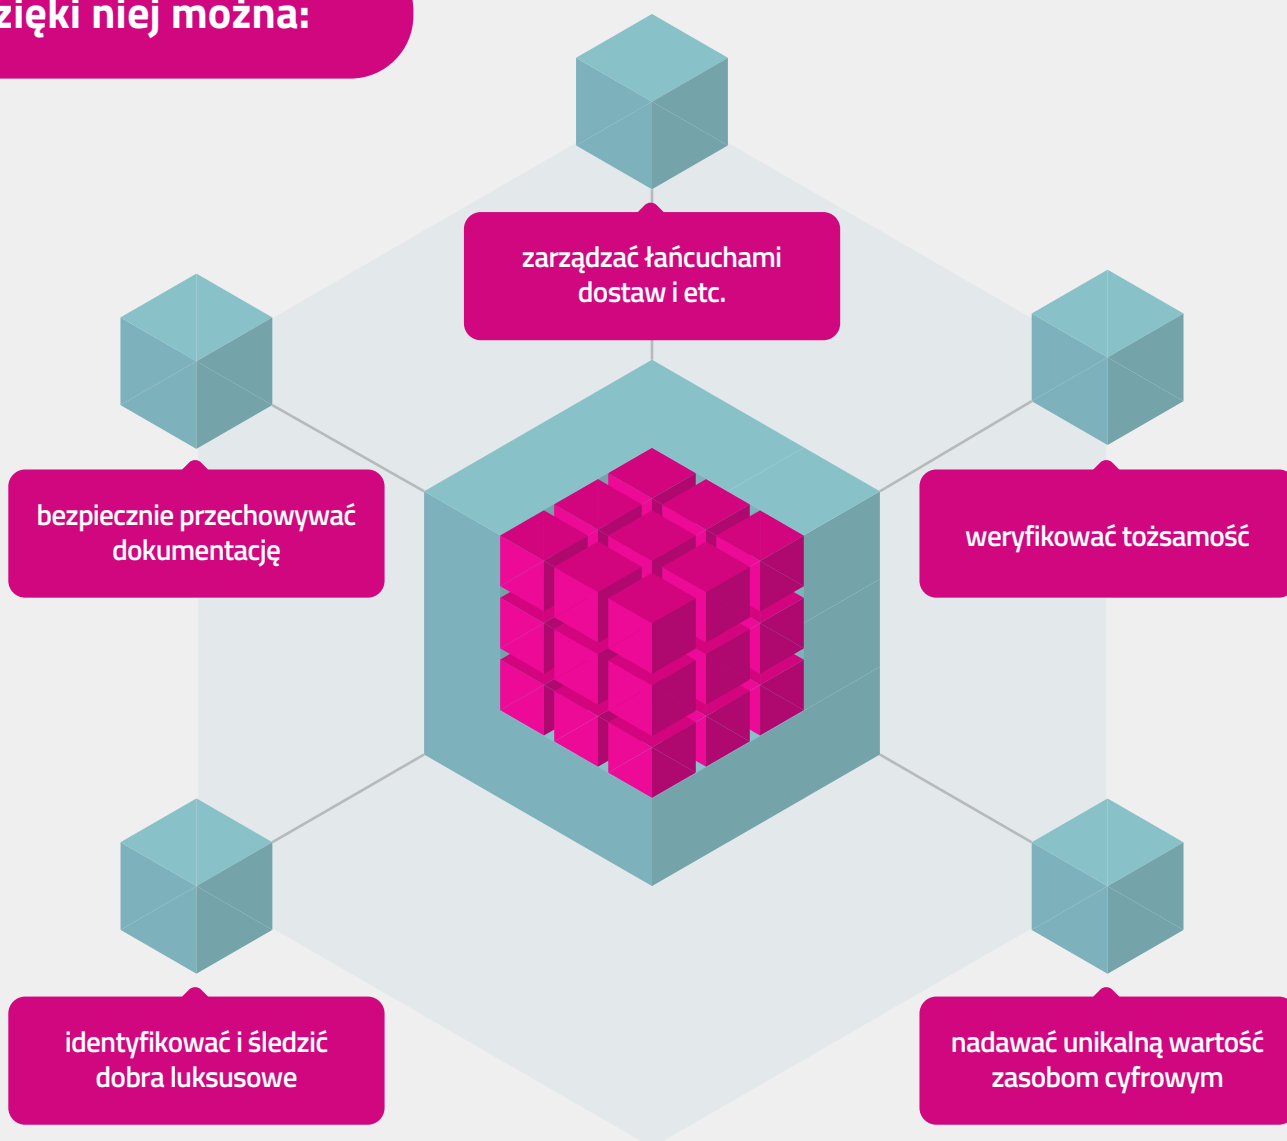 zięki niej można:
zarządzać łańcuchami
dostaw i etc.
bezpiecznie przechowywać
dokumentację
weryfikować tożsamość
identyfikować i śledzić
dobra luksusowe
nadawać unikalną wartość
zasobom cyfrowym